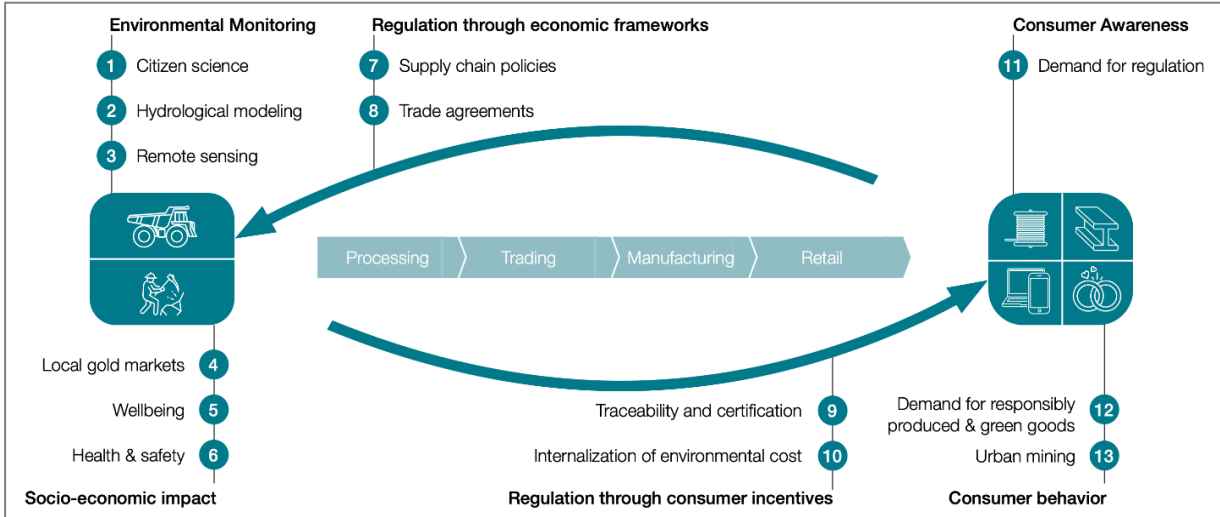 Environmental Monitoring
1 Citizen science
2 Hydrological modeling
3 Remote sensing
Regulation through economic frameworks
7 Supply chain policies
8 Trade agreements
Consumer Awareness
11 Demand for regulation
Processing
Trading
Manufacturing
Retail
Local gold markets 4
Wellbeing 5
Health & safety 6
Socio-economic impact
Traceability and certification 9
Internalization of environmental cost 10
Regulation through consumer incentives
Demand for responsibly
produced & green goods 12
Urban mining 13
Consumer behavior